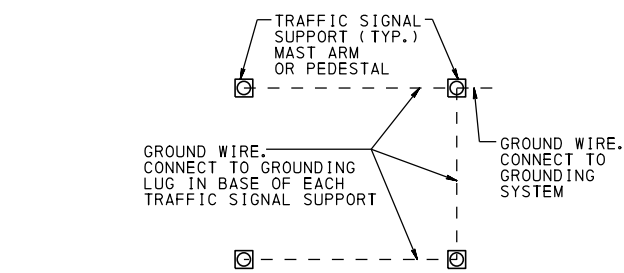 TRAFFIC SIGNAL
SUPPORT (TYP.)
MAST ARM
OR PEDESTAL
GROUND WIRE.
CONNECT TO GROUNDING
LUG IN BASE OF EACH
TRAFFIC SIGNAL SUPPORT
GROUND WIRE.
CONNECT TO
GROUNDING
SYSTEM